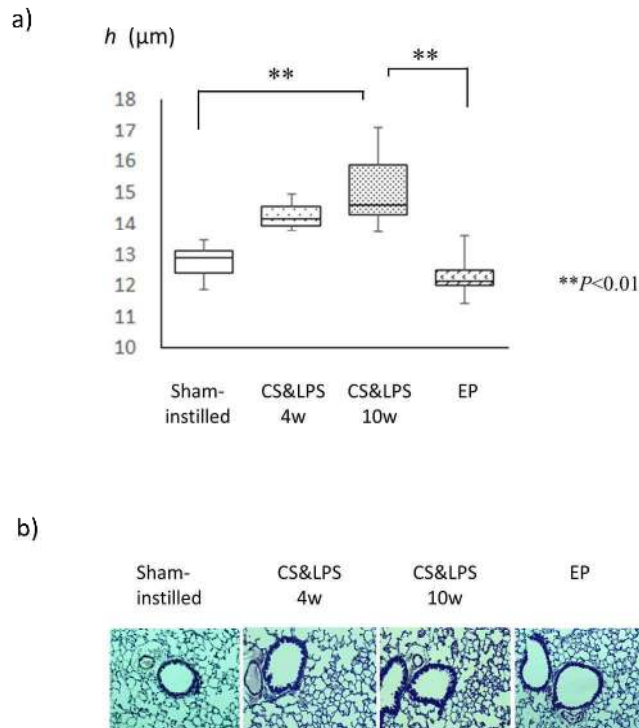 a)
h (μm)
**
**
18
17
16
15
14
13
12
11
10
**P<0.01
Sham-
instilled
CS&LPS
4w
CS&LPS
10w
EP
b)
Sham-
instilled
CS&LPS
4w
CS&LPS
10w
EP